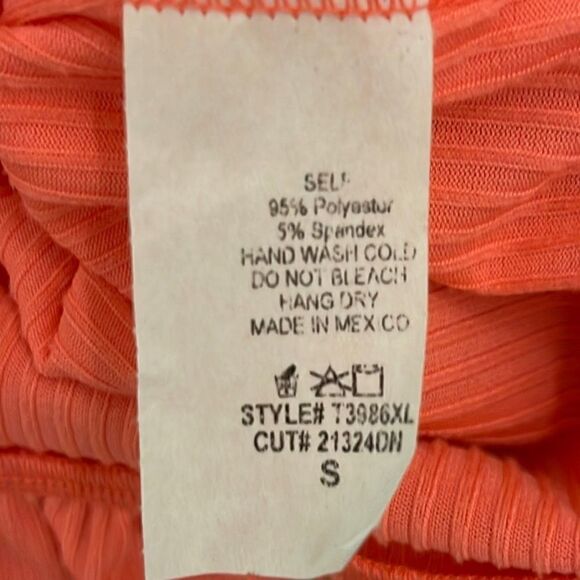 SELF
95% Polyester
5% Spandex
HAND WASH COLD
DO NOT BLEACH
HANG DRY
MADE IN MEXICO
STYLE# T3986XL
CUT# 21324DN
S